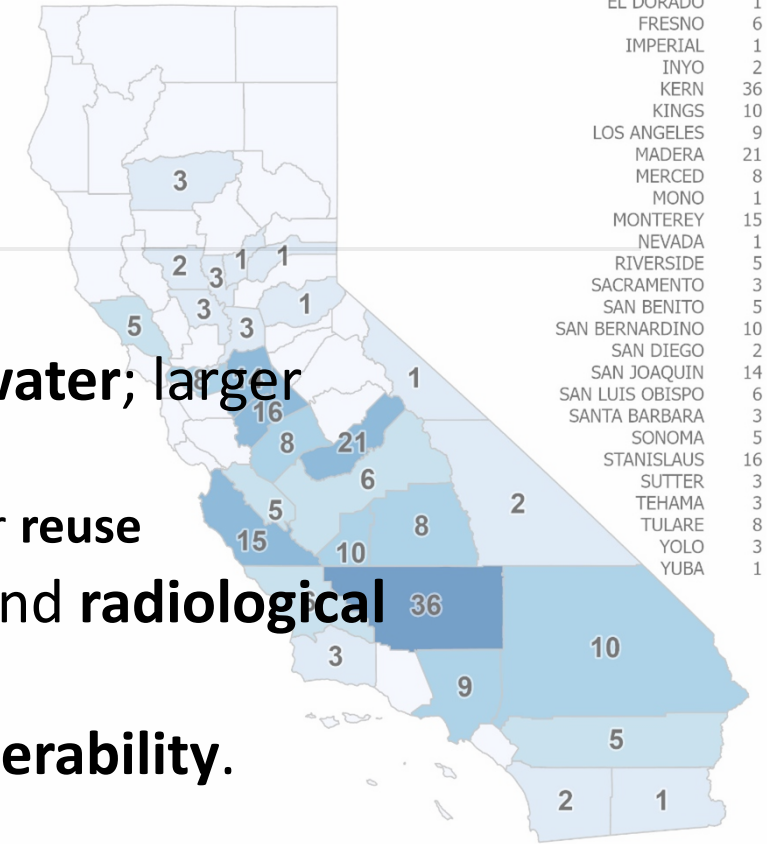 EL DORADO 1
FRESNO 6
IMPERIAL 1
INYO 2
KERN 36
KINGS 10
LOS ANGELES 9
MADERA 21
MERCED 8
MONO 1
MONTEREY 15
NEVADA 1
RIVERSIDE 5
SACRAMENTO 3
SAN BENITO 5
SAN BERNARDINO 10
SAN DIEGO 2
SAN JOAQUIN 14
SAN LUIS OBISPO 6
SANTA BARBARA 3
SONOMA 5
STANISLAUS 16
SUTTER 3
TEHAMA 3
TULARE 8
YOLO 3
YUBA 1
3
2
3
1
1
3
1
5
3
1
water; larger
16
8
21
6
2
5
8
r reuse
15
10
nd radiological
6
36
3
10
9
5
erability.
2
1